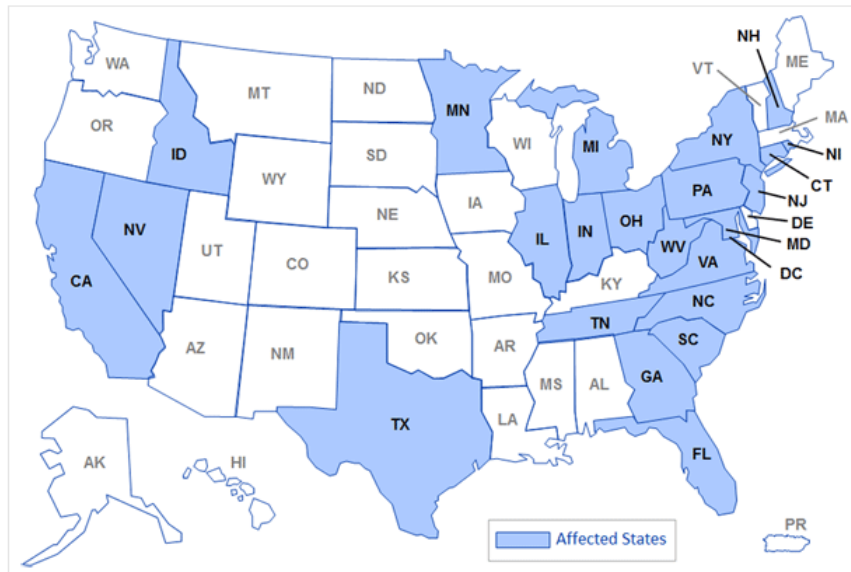 NH
ME
WA
VT
MT
ND
MA
MN
OR
NY
WI
MI
NI
ID
SD
CT
WY
PA
NJ
IA
DE
NE
OH
NV
IL
IN
MD
UT
WV
CO
VA
DC
CA
KS
MO
KY
NC
TN
OK
SC
AZ
NM
AR
GA
MS
AL
TX
LA
FL
AK
HI
PR
Affected States